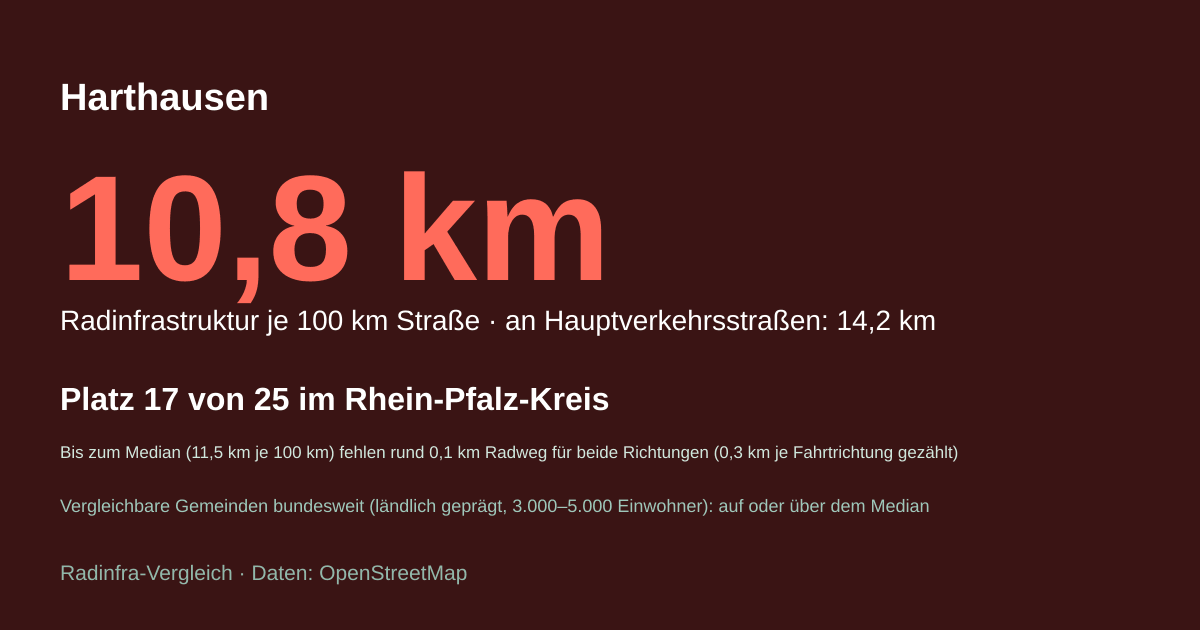 Harthausen
10,8 km
Radinfrastruktur je 100 km Straße · an Hauptverkehrsstraßen: 14,2 km
Platz 17 von 25 im Rhein-Pfalz-Kreis
Bis zum Median (11,5 km je 100 km) fehlen rund 0,1 km Radweg für beide Richtungen (0,3 km je Fahrtrichtung gezählt)
Vergleichbare Gemeinden bundesweit (ländlich geprägt, 3.000–5.000 Einwohner): auf oder über dem Median
Radinfra-Vergleich · Daten: OpenStreetMap